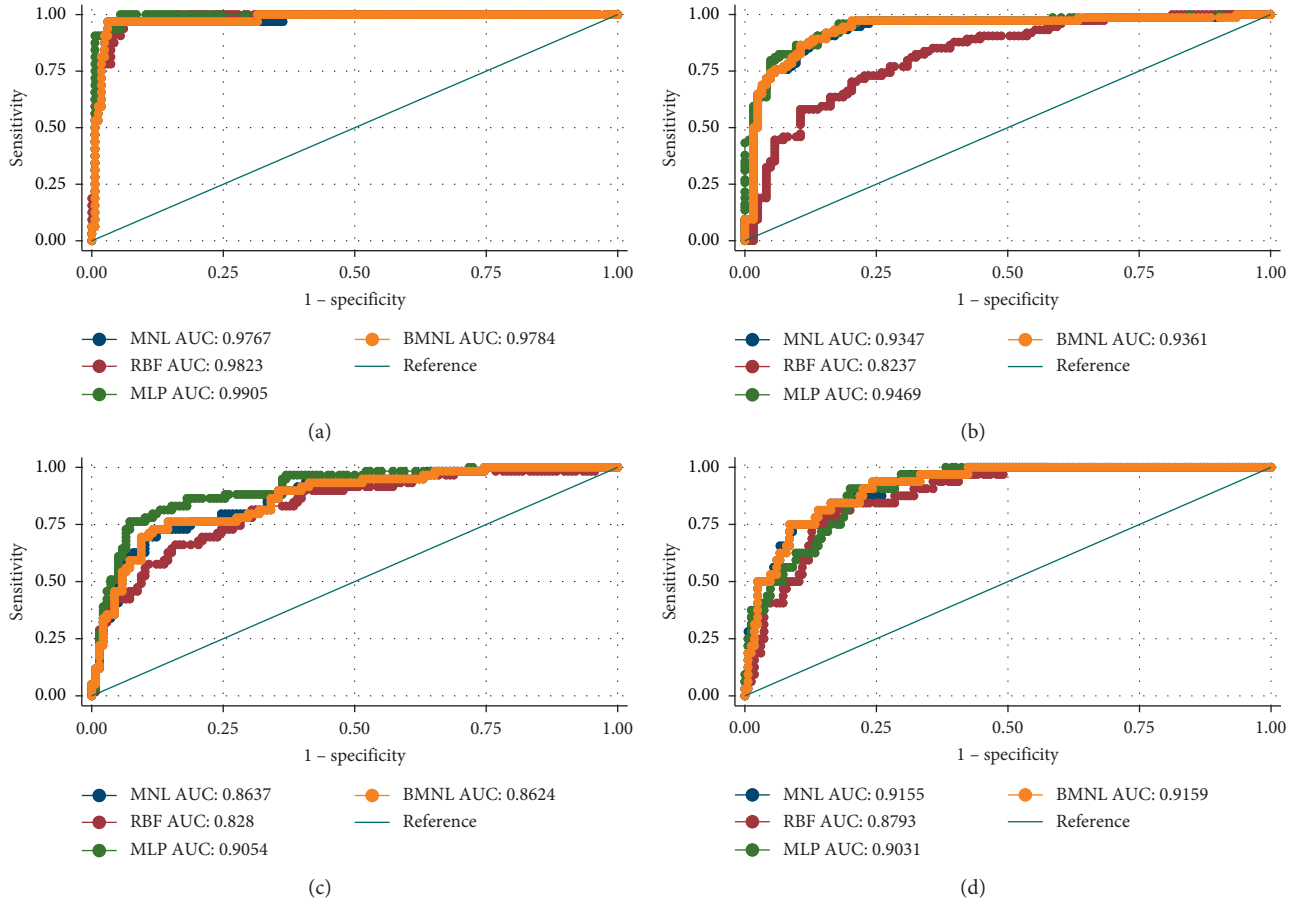 1.00
0.75
0.50
0.25
0.00
Sensitivity
0.00 0.25 0.50 0.75 1.00
1 – specificity
MNL AUC: 0.9767
RBF AUC: 0.9823
MLP AUC: 0.9905
BMNL AUC: 0.9784
Reference
(a)
1.00
0.75
0.50
0.25
0.00
Sensitivity
0.00 0.25 0.50 0.75 1.00
1 – specificity
MNL AUC: 0.9347
RBF AUC: 0.8237
MLP AUC: 0.9469
BMNL AUC: 0.9361
Reference
(b)
1.00
0.75
0.50
0.25
0.00
Sensitivity
0.00 0.25 0.50 0.75 1.00
1 – specificity
MNL AUC: 0.8637
RBF AUC: 0.828
MLP AUC: 0.9054
BMNL AUC: 0.8624
Reference
(c)
1.00
0.75
0.50
0.25
0.00
Sensitivity
0.00 0.25 0.50 0.75 1.00
1 – specificity
MNL AUC: 0.9155
RBF AUC: 0.8793
MLP AUC: 0.9031
BMNL AUC: 0.9159
Reference
(d)